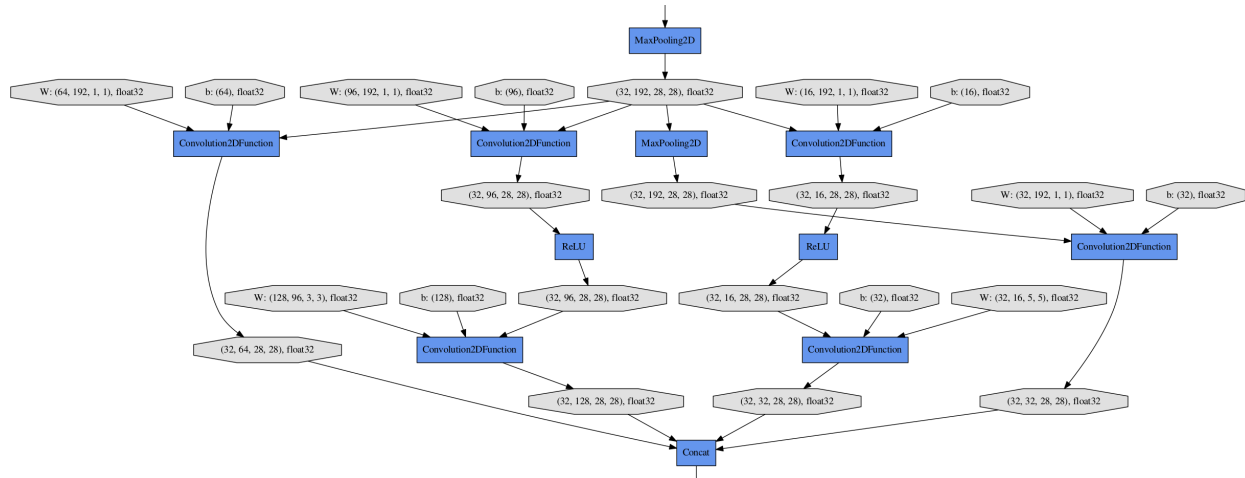 MaxPooling2D
W: (64, 192, 1, 1), float32
b: (64), float32
W: (96, 192, 1, 1), float32
b: (96), float32
(32, 192, 28, 28), float32
W: (16, 192, 1, 1), float32
b: (16), float32
Convolution2DFunction
Convolution2DFunction
MaxPooling2D
Convolution2DFunction
(32, 96, 28, 28), float32
(32, 192, 28, 28), float32
(32, 16, 28, 28), float32
W: (32, 192, 1, 1), float32
b: (32), float32
ReLU
ReLU
Convolution2DFunction
W: (128, 96, 3, 3), float32
b: (128), float32
(32, 96, 28, 28), float32
(32, 16, 28, 28), float32
b: (32), float32
W: (32, 16, 5, 5), float32
(32, 64, 28, 28), float32
Convolution2DFunction
Convolution2DFunction
(32, 128, 28, 28), float32
(32, 32, 28, 28), float32
(32, 32, 28, 28), float32
Concat